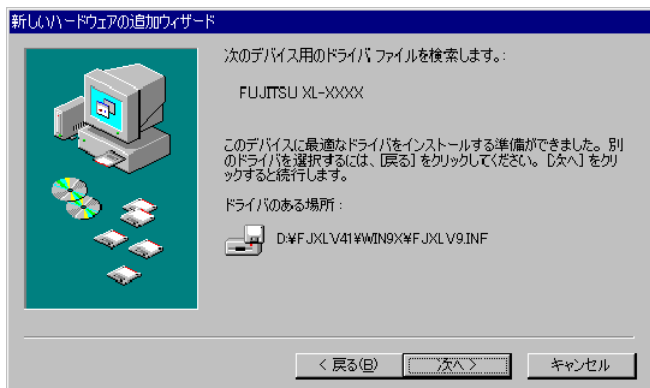 新しいハードウェアの追加ウィザード
次のデバイス用のドライバ ファイルを検索します。:
FUJITSU XL-XXXX
このデバイスに最適なドライバをインストールする準備ができました。別
のドライバを選択するには、[戻る] をクリックしてください。[次へ] をクリ
ックすると続行します。
ドライバのある場所 :
D:¥FJXLV41¥WIN9X¥FJXLV9.INF
< 戻る(B)
次へ >
キャンセル